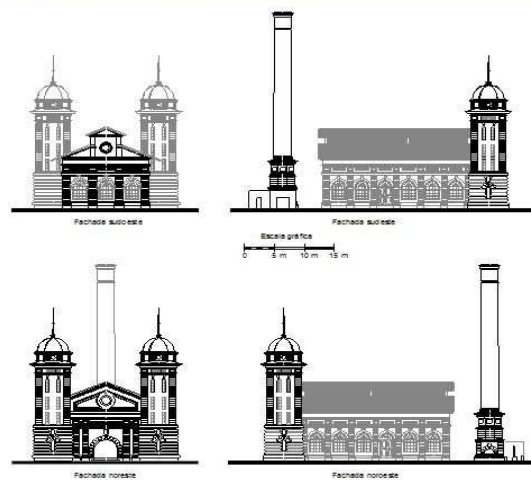 Fachada sudoeste
Fachada sudeste
Escala gráfica
0 5 m 10 m 15 m
Fachada noreste
Fachada noroeste